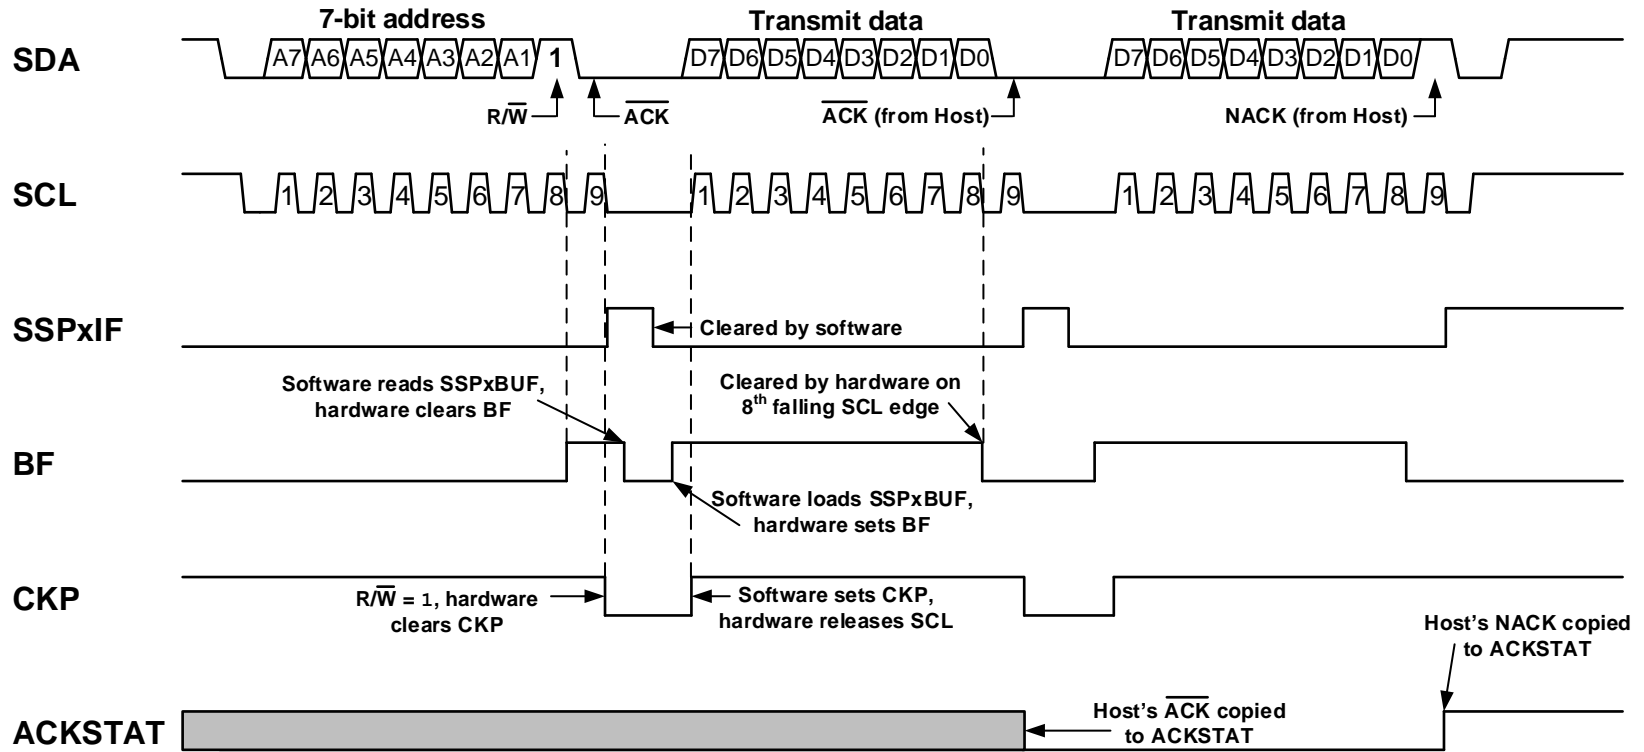 7-bit address Transmit data Transmit data
SDA A7 A6 A5 A4 A3 A2 A1 1 D7 D6 D5 D4 D3 D2 D1 D0 D7 D6 D5 D4 D3 D2 D1 D0
R/W̅ A̅C̅K̅ A̅C̅K̅ (from Host) NACK (from Host)
SCL 1 2 3 4 5 6 7 8 9 1 2 3 4 5 6 7 8 9 1 2 3 4 5 6 7 8 9
SSPxIF
Cleared by software
Software reads SSPxBUF,
hardware clears BF
Cleared by hardware on
8th falling SCL edge
BF
Software loads SSPxBUF,
hardware sets BF
CKP
R/W̅ = 1, hardware
clears CKP
Software sets CKP,
hardware releases SCL
Host's NACK copied
to ACKSTAT
ACKSTAT
Host's A̅C̅K̅ copied
to ACKSTAT